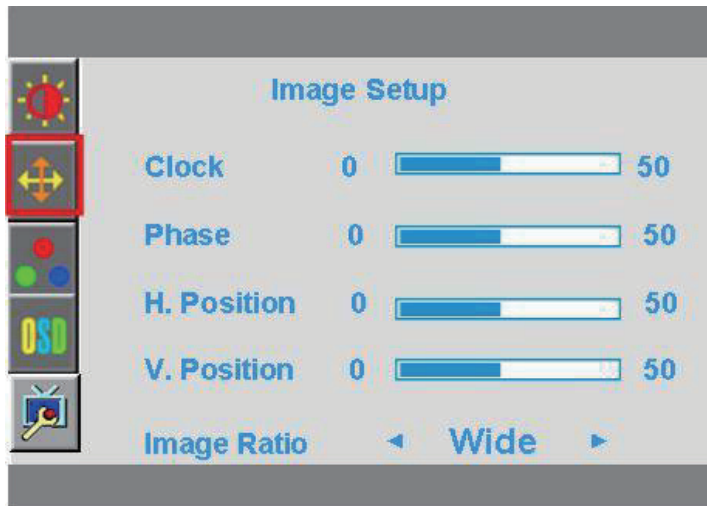 Image Setup
Clock 0 50
Phase 0 50
H. Position 0 50
V. Position 0 50
OSD
Image Ratio ◄ Wide ►